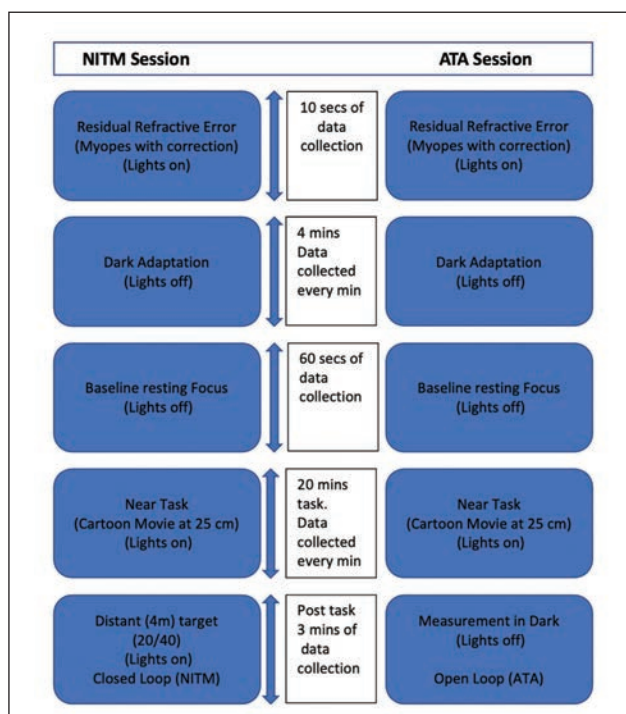 NITM Session
ATA Session
Residual Refractive Error
(Myopes with correction)
(Lights on)
10 secs of
data
collection
Residual Refractive Error
(Myopes with correction)
(Lights on)
Dark Adaptation
(Lights off)
4 mins
Data
collected
every min
Dark Adaptation
(Lights off)
Baseline resting Focus
(Lights off)
60 secs of
data
collection
Baseline resting Focus
(Lights off)
Near Task
(Cartoon Movie at 25 cm)
(Lights on)
20 mins
task.
Data
collected
every min
Near Task
(Cartoon Movie at 25 cm)
(Lights on)
Distant (4m) target
(20/40)
(Lights on)
Closed Loop (NITM)
Post task
3 mins of
data
collection
Measurement in Dark
(Lights off)
Open Loop (ATA)